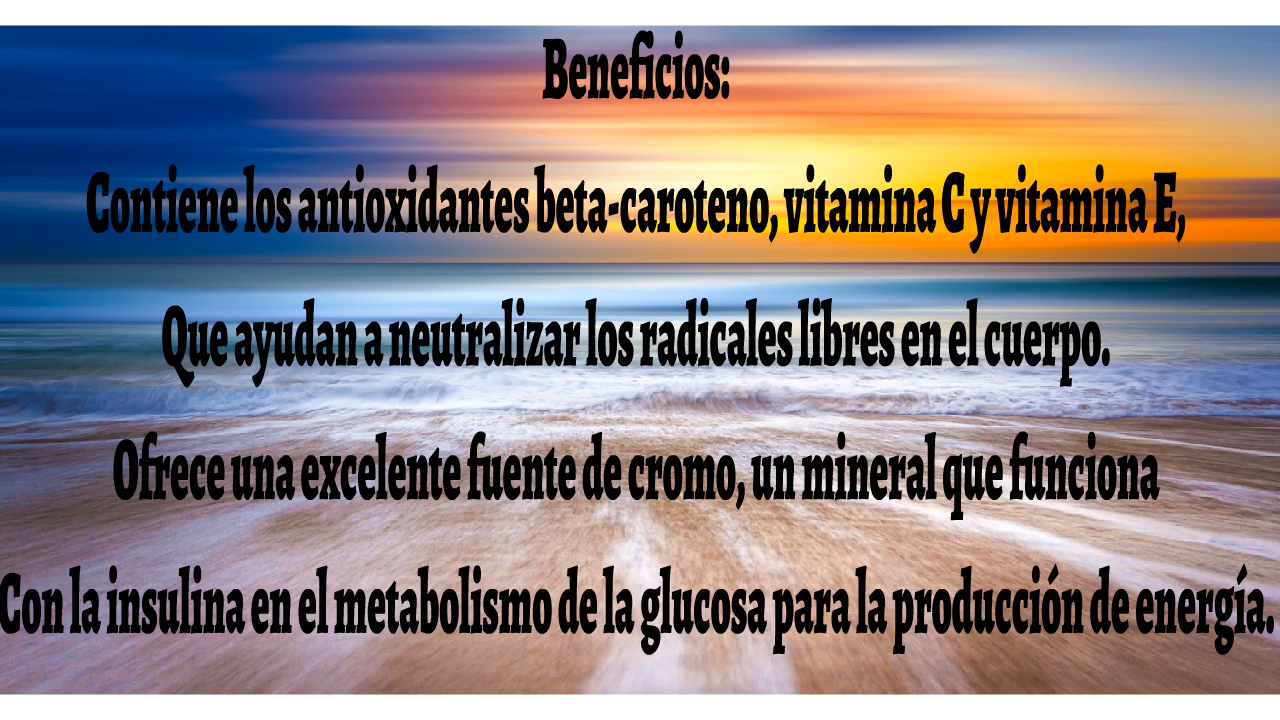 Beneficios:
Contiene los antioxidantes beta-caroteno, vitamina C y vitamina E,
Que ayudan a neutralizar los radicales libres en el cuerpo.
Ofrece una excelente fuente de cromo, un mineral que funciona
Con la insulina en el metabolismo de la glucosa para la producción de energía.